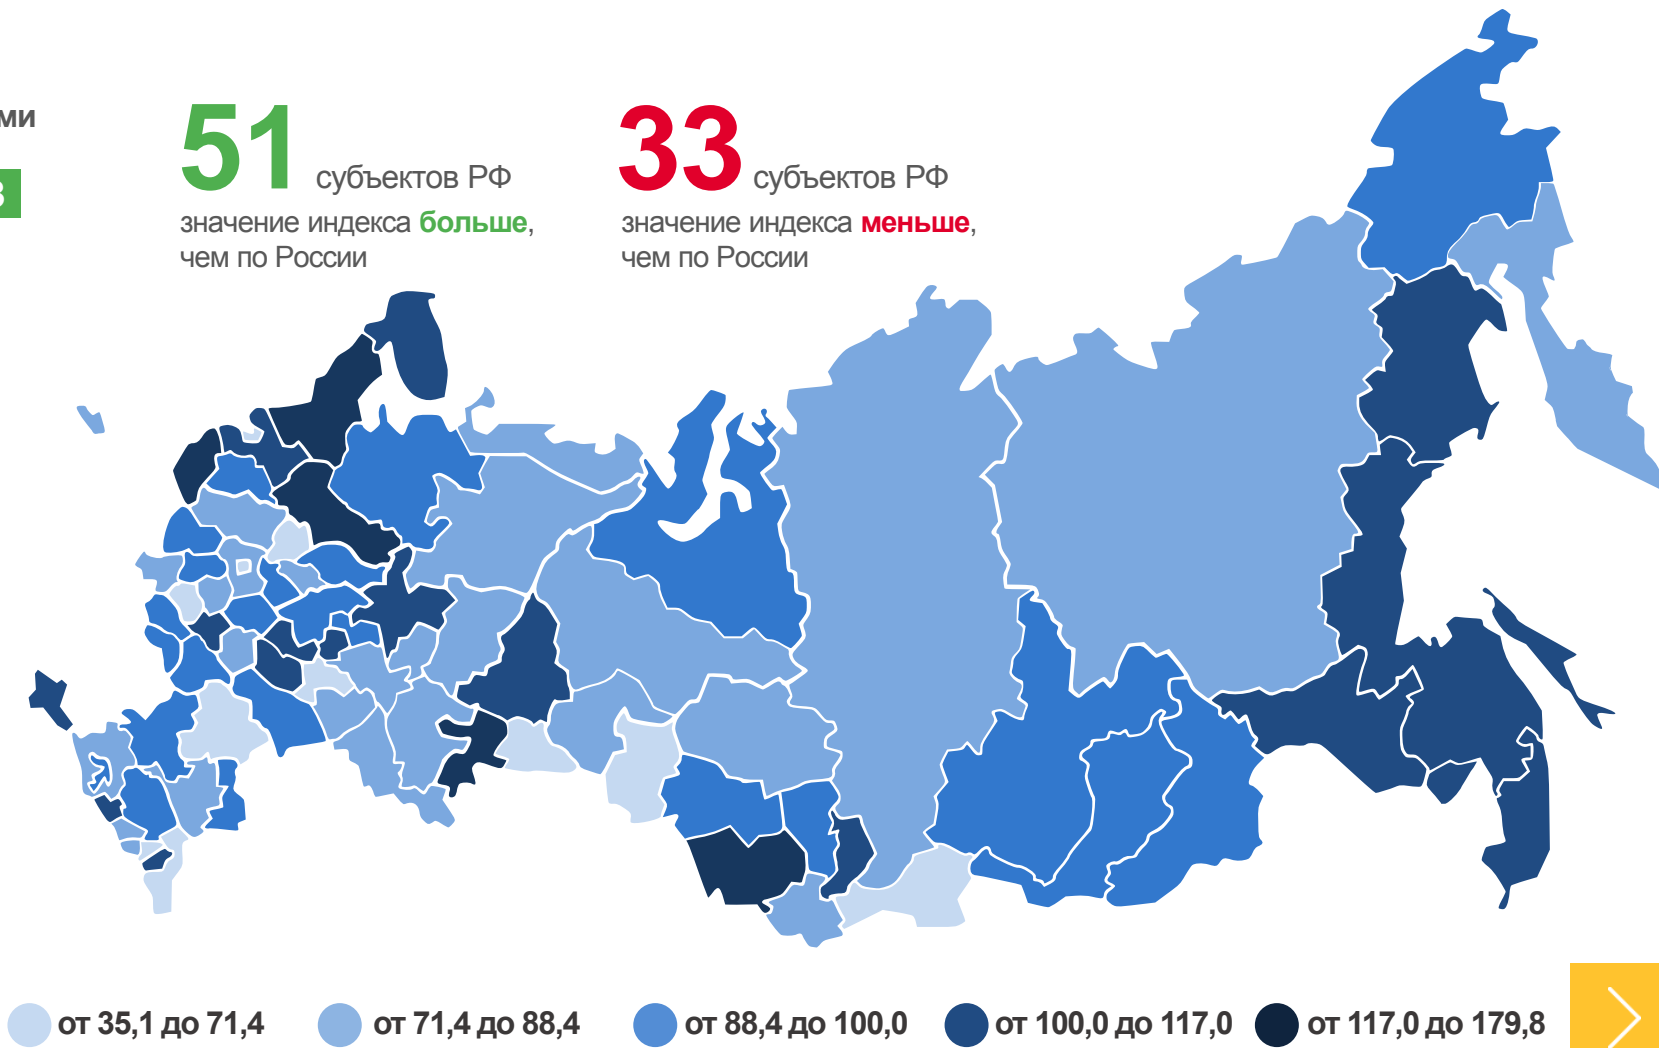 ми
51 субъектов РФ
значение индекса больше,
чем по России
33 субъектов РФ
значение индекса меньше,
чем по России
от 35,1 до 71,4
от 71,4 до 88,4
от 88,4 до 100,0
от 100,0 до 117,0
от 117,0 до 179,8